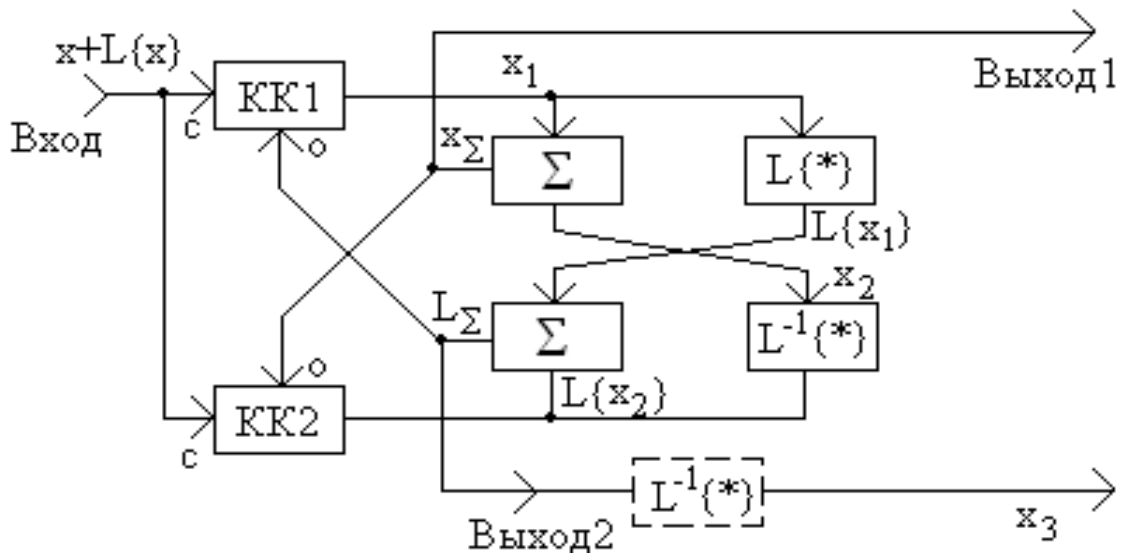 x+L{x}
Вход
c
КК1
o
x1
Выход1
xΣ
Σ
L{*}
L{x1}
LΣ
Σ
x2
L-1{*}
o
КК2
c
L{x2}
Выход2
L-1{*}
x3